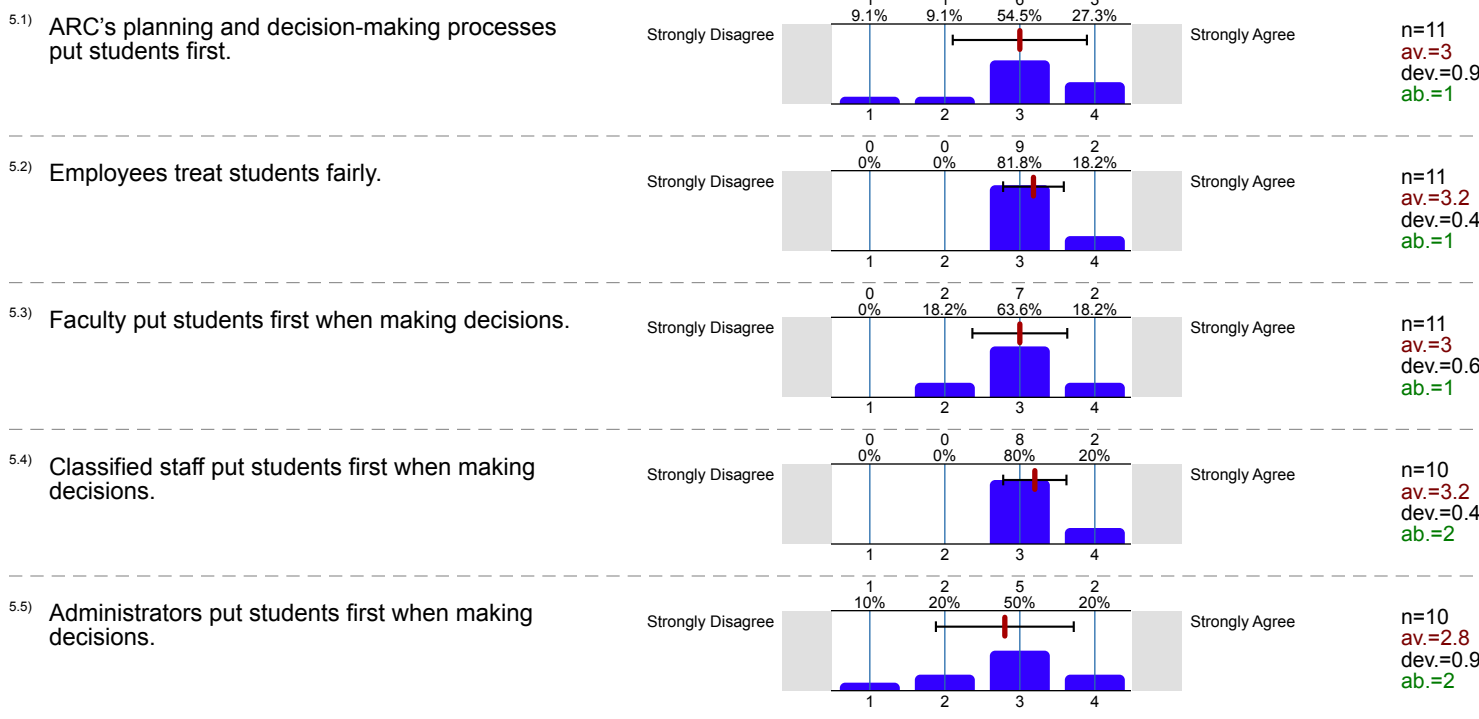 1 1 6 3
9.1% 9.1% 54.5% 27.3%
5.1) ARC’s planning and decision-making processes
put students first.
Strongly Disagree
Strongly Agree
n=11
av.=3
dev.=0.9
ab.=1
1 2 3 4
0 0 9 2
0% 0% 81.8% 18.2%
5.2) Employees treat students fairly.
Strongly Disagree
Strongly Agree
n=11
av.=3.2
dev.=0.4
ab.=1
1 2 3 4
0 2 7 2
0% 18.2% 63.6% 18.2%
5.3) Faculty put students first when making decisions.
Strongly Disagree
Strongly Agree
n=11
av.=3
dev.=0.6
ab.=1
1 2 3 4
0 0 8 2
0% 0% 80% 20%
5.4) Classified staff put students first when making
decisions.
Strongly Disagree
Strongly Agree
n=10
av.=3.2
dev.=0.4
ab.=2
1 2 3 4
1 2 5 2
10% 20% 50% 20%
5.5) Administrators put students first when making
decisions.
Strongly Disagree
Strongly Agree
n=10
av.=2.8
dev.=0.9
ab.=2
1 2 3 4